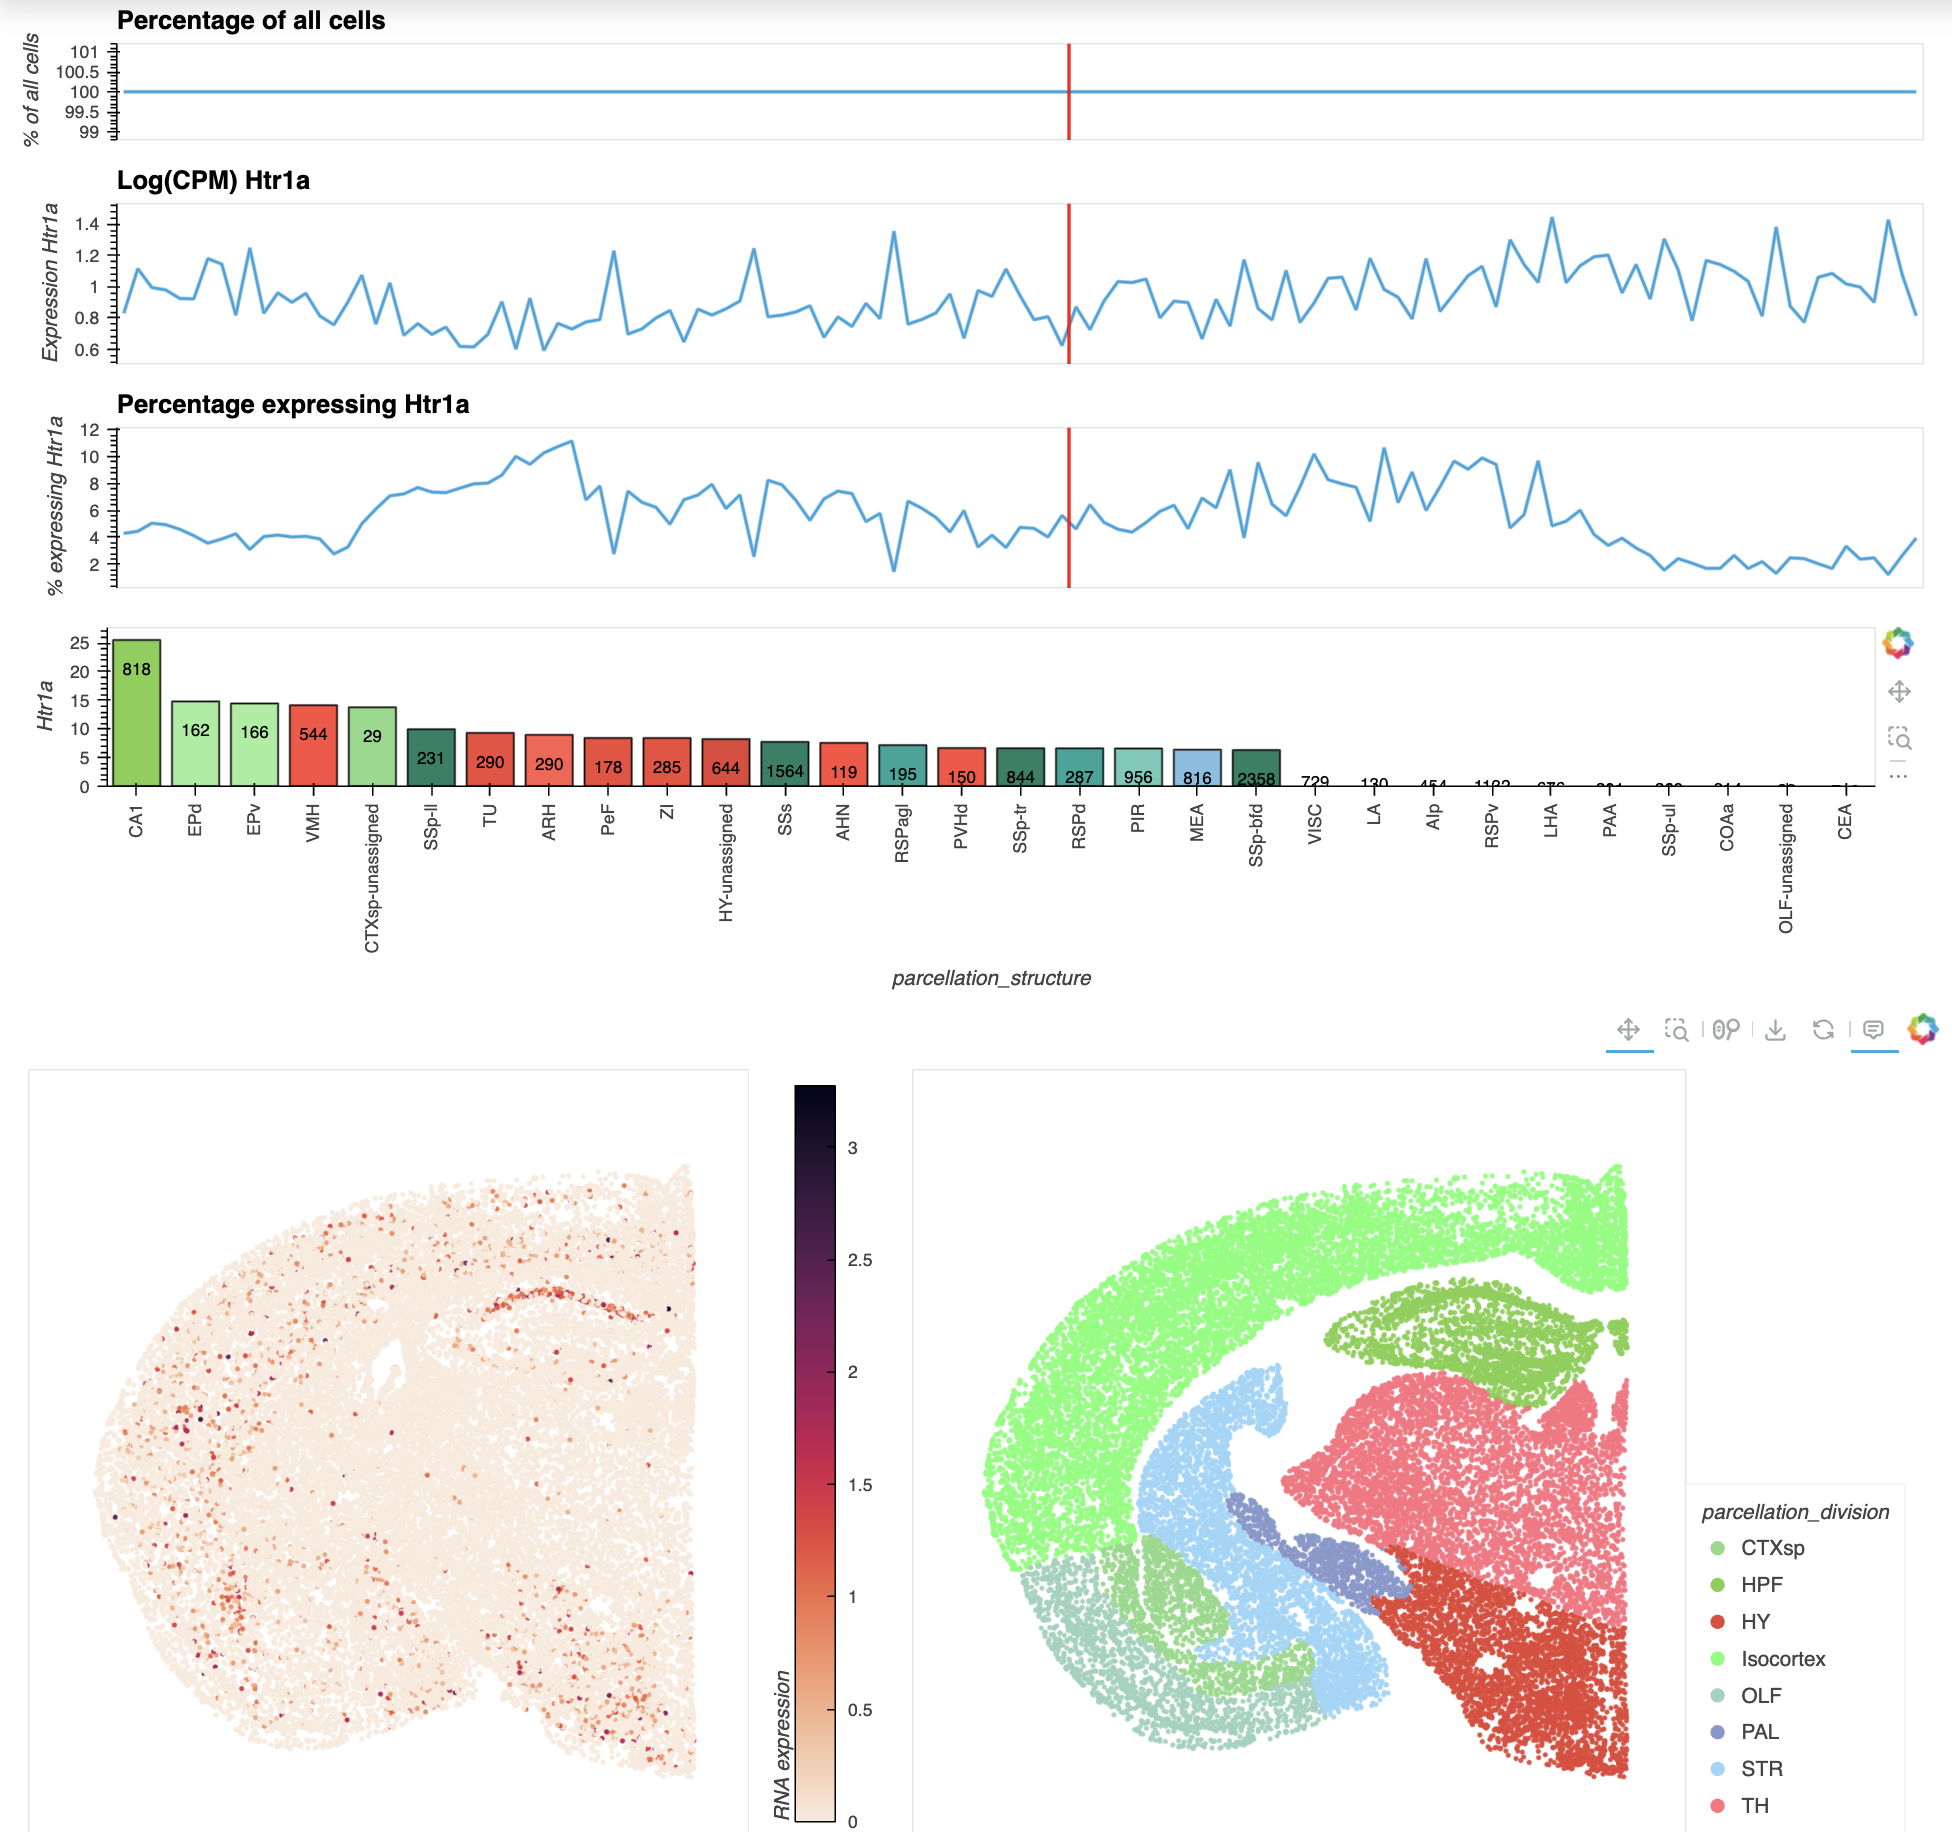 Percentage of all cells
% of all cells
101
100.5
100
99.5
99
Log(CPM) Htr1a
Expression Htr1a
1.4
1.2
1
0.8
0.6
Percentage expressing Htr1a
% expressing Htr1a
12
10
8
6
4
2
Htr1a
25
20
15
10
5
0
818
162
166
544
29
231
290
290
178
285
644
1564
119
195
150
844
287
956
816
2358
729
130
454
CA1
EPd
EPv
VMH
CTXsp-unassigned
SSp-ll
TU
ARH
PeF
ZI
HY-unassigned
SSs
AHN
RSPagl
PVHd
SSp-tr
RSPd
PIR
MEA
SSp-bfd
VISC
LA
AIp
RSPv
LHA
PAA
SSp-ul
COAa
OLF-unassigned
CEA
parcellation_structure
RNA expression
3
2.5
2
1.5
1
0.5
0
parcellation_division
CTXsp
HPF
HY
Isocortex
OLF
PAL
STR
TH